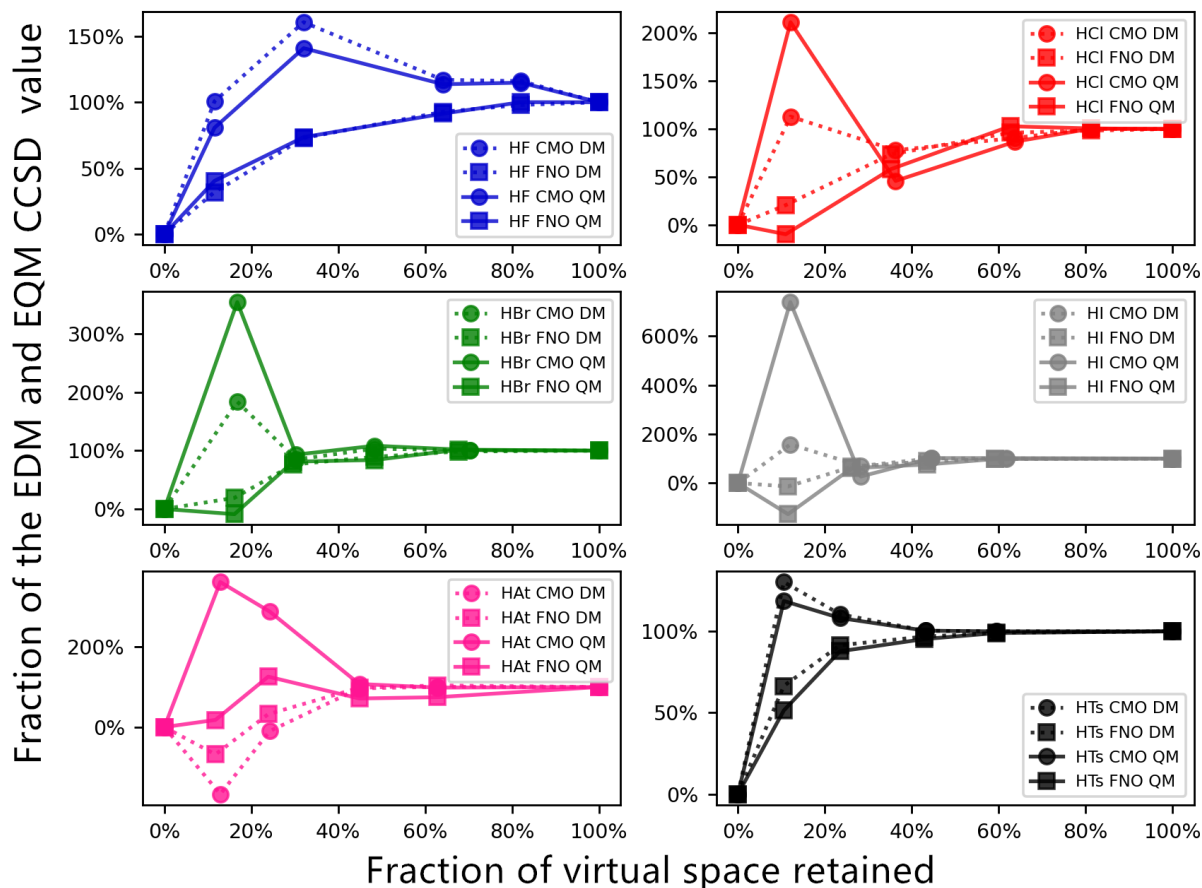 Fraction of the EDM and EQM CCSD value
150%
100%
50%
0%
HF CMO DM
HF FNO DM
HF CMO QM
HF FNO QM
0% 20% 40% 60% 80% 100%
200%
150%
100%
50%
0%
HCl CMO DM
HCl FNO DM
HCl CMO QM
HCl FNO QM
0% 20% 40% 60% 80% 100%
300%
200%
100%
0%
HBr CMO DM
HBr FNO DM
HBr CMO QM
HBr FNO QM
0% 20% 40% 60% 80% 100%
600%
400%
200%
0%
HI CMO DM
HI FNO DM
HI CMO QM
HI FNO QM
0% 20% 40% 60% 80% 100%
200%
0%
HAt CMO DM
HAt FNO DM
HAt CMO QM
HAt FNO QM
0% 20% 40% 60% 80% 100%
100%
50%
0%
HTs CMO DM
HTs FNO DM
HTs CMO QM
HTs FNO QM
0% 20% 40% 60% 80% 100%
Fraction of virtual space retained